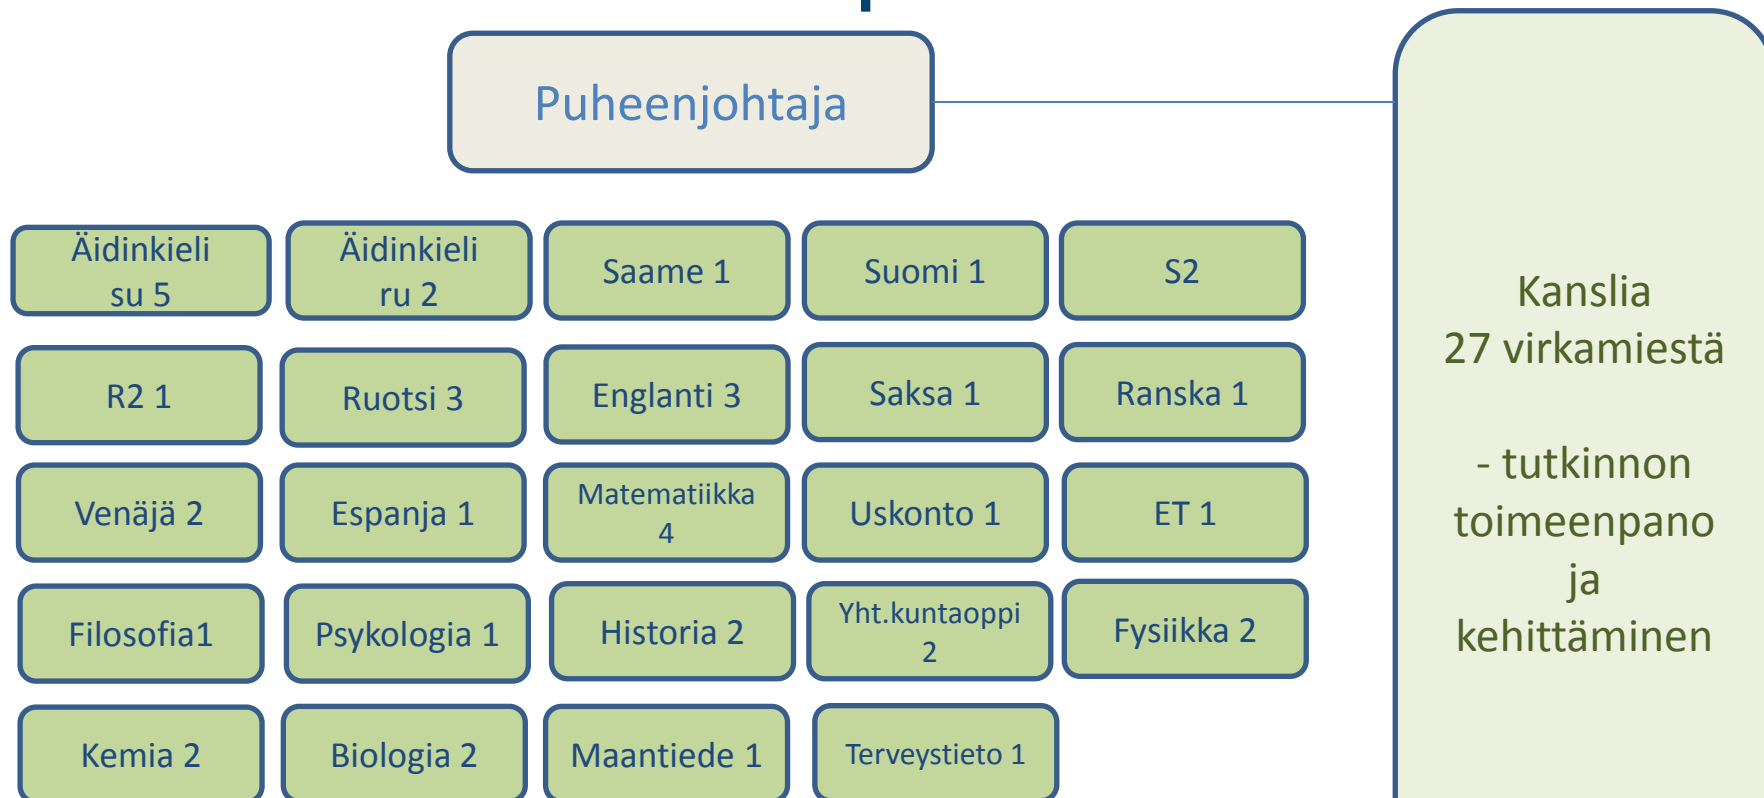 Puheenjohtaja
Äidinkieli
su 5
Äidinkieli
ru 2
Saame 1
Suomi 1
S2
R2 1
Ruotsi 3
Englanti 3
Saksa 1
Ranska 1
Venäjä 2
Espanja 1
Matematiikka
4
Uskonto 1
ET 1
Filosofia1
Psykologia 1
Historia 2
Yht.kuntaoppi
2
Fysiikka 2
Kemia 2
Biologia 2
Maantiede 1
Terveystieto 1
Kanslia
27 virkamiestä
- tutkinnon
toimeenpano
ja
kehittäminen